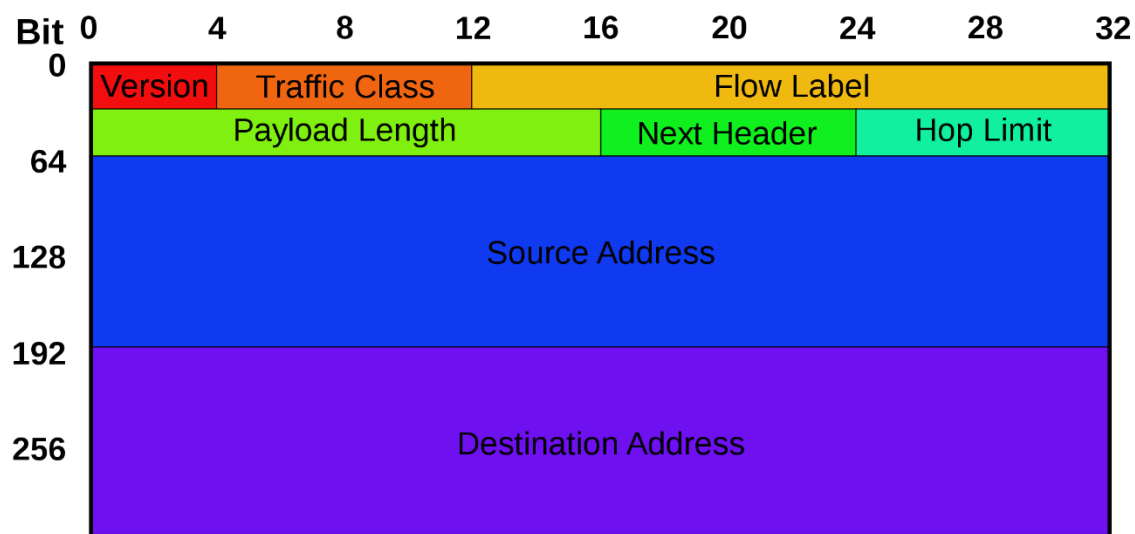 Bit 0 4 8 12 16 20 24 28 32
0
Version Traffic Class Flow Label
Payload Length Next Header Hop Limit
64
Source Address
128
192
Destination Address
256